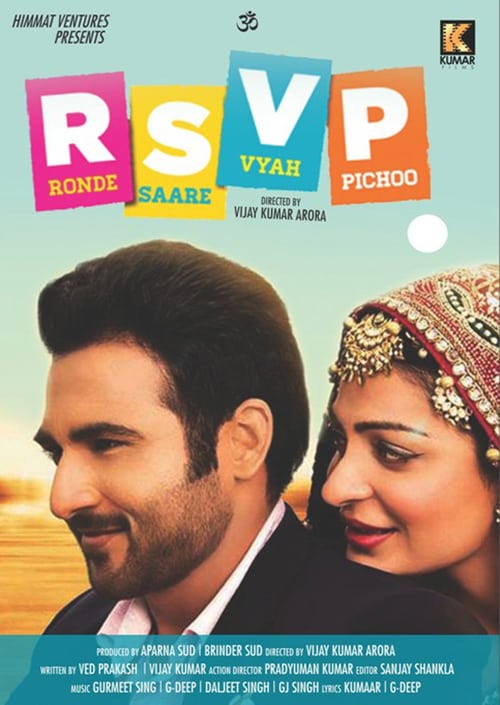 HIMMAT VENTURES
PRESENTS
ॐ
K
KUMAR
FILMS
R S V P
RONDE SAARE VYAH PICHOO
DIRECTED BY
VIJAY KUMAR ARORA
PRODUCED BY APARNA SUD | BRINDER SUD DIRECTED BY VIJAY KUMAR ARORA
WRITTEN BY VED PRAKASH | VIJAY KUMAR ACTION DIRECTOR PRADYUMAN KUMAR EDITOR SANJAY SHANKLA
MUSIC GURMEET SING | G-DEEP | DALJEET SINGH | GJ SINGH LYRICS KUMAAR | G-DEEP